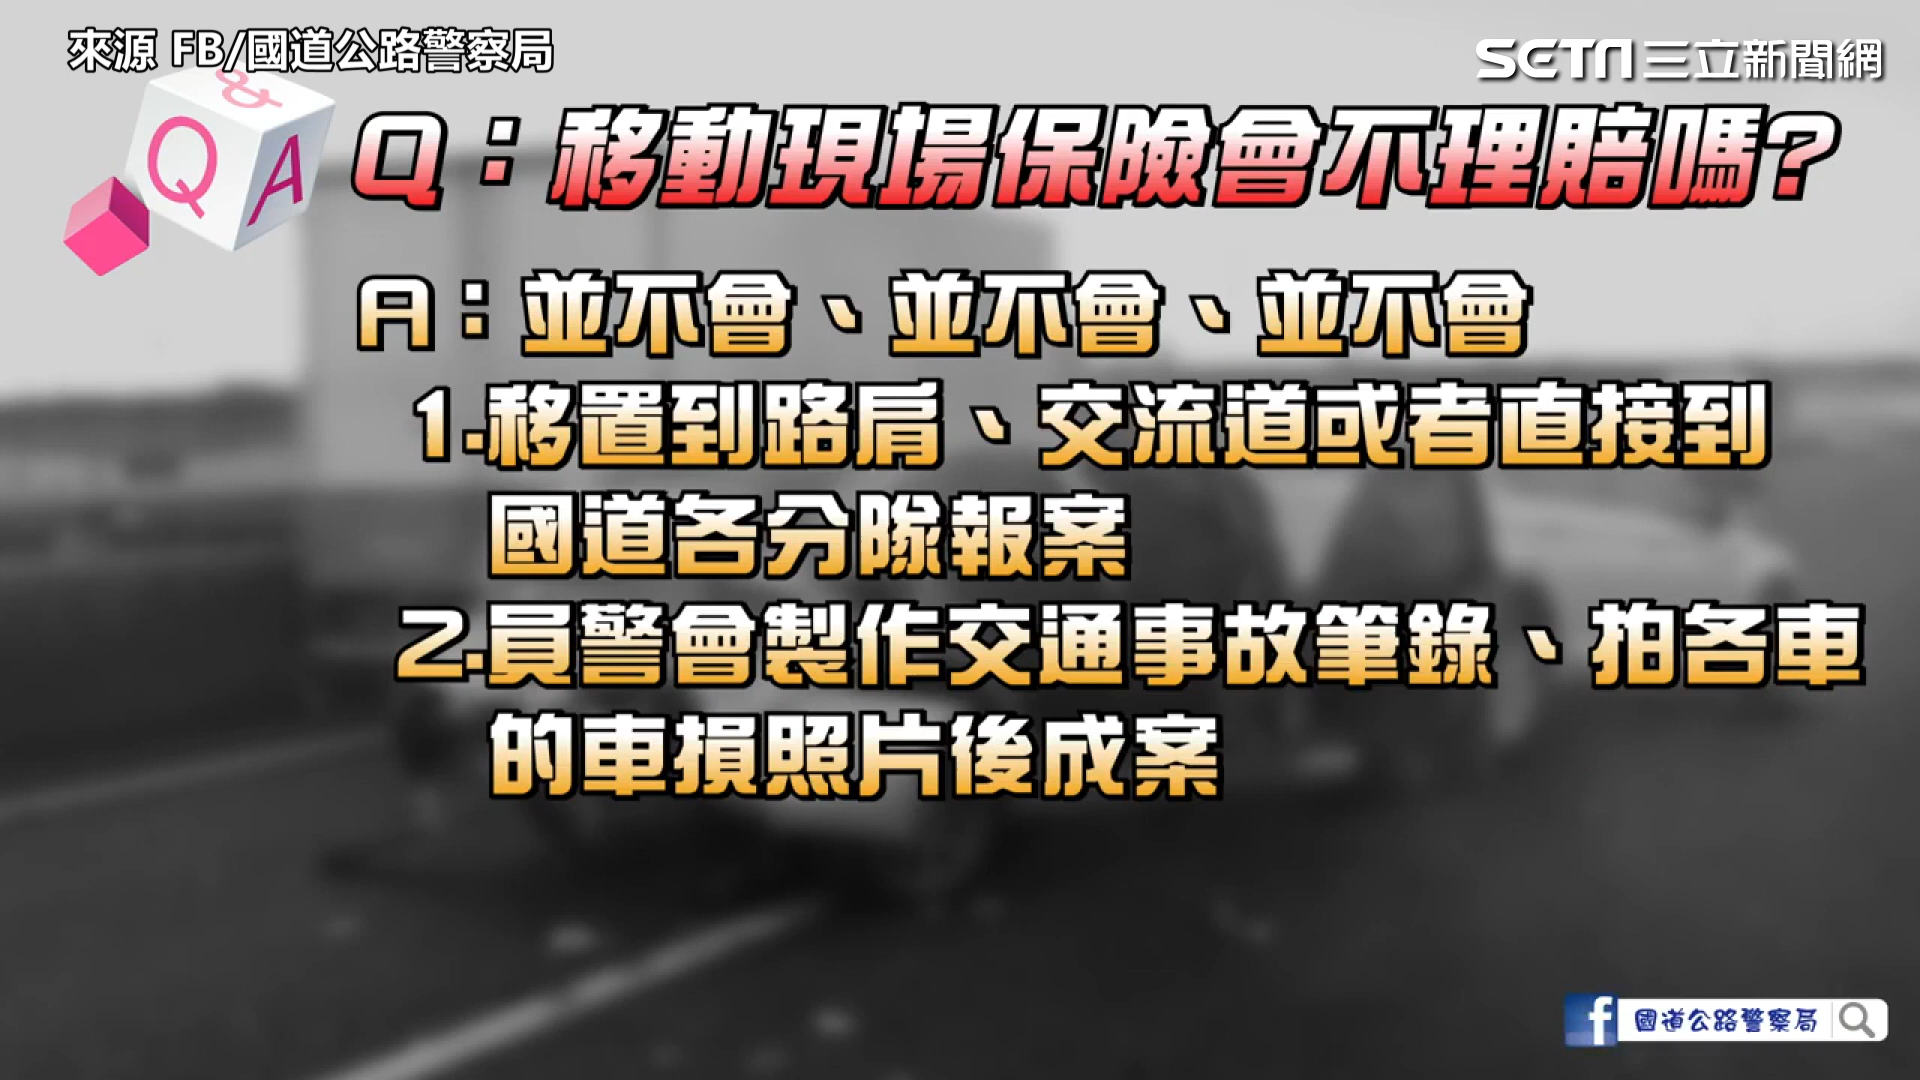 來源 FB/國道公路警察局
SETN三立新聞網
&
Q A
Q：移動現場保險會不理賠嗎?
A：並不會、並不會、並不會
1.移置到路肩、交流道或者直接到
國道各分隊報案
2.員警會製作交通事故筆錄、拍各車
的車損照片後成案
f 國道公路警察局